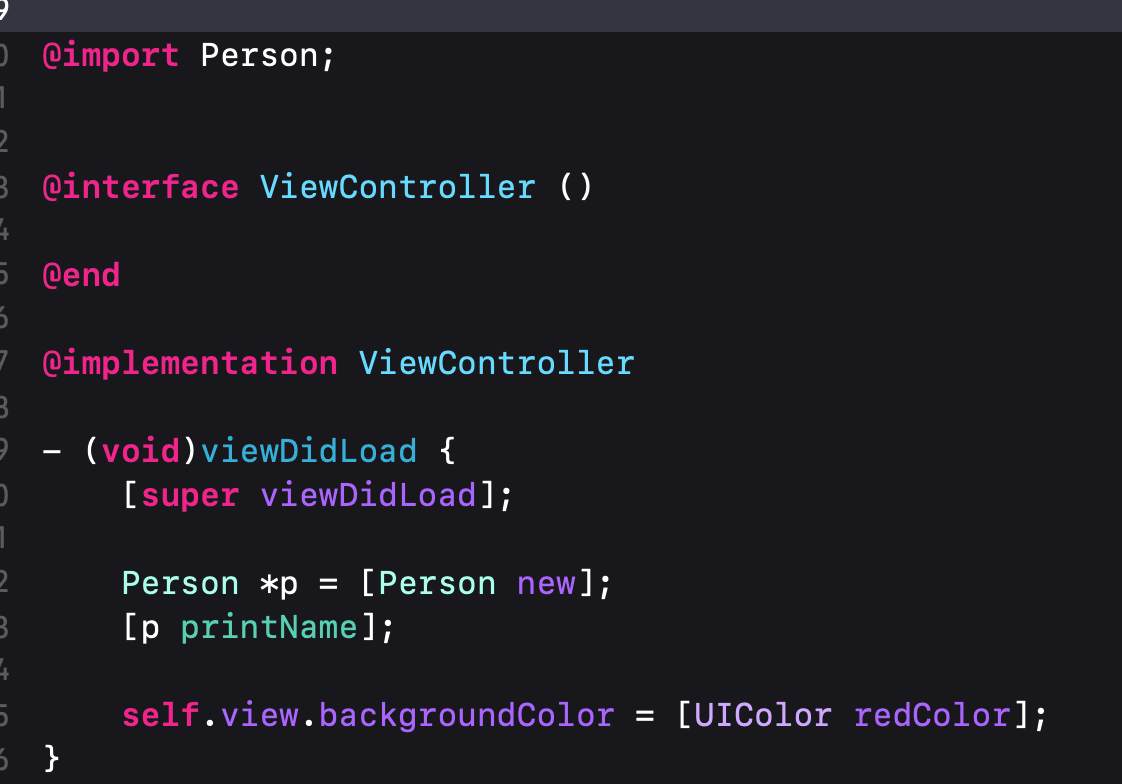 9
0 @import Person;
1
2
3 @interface ViewController ()
4
5 @end
6
7 @implementation ViewController
8
9 - (void)viewDidLoad {
0     [super viewDidLoad];
1
2     Person *p = [Person new];
3     [p printName];
4
5     self.view.backgroundColor = [UIColor redColor];
6 }